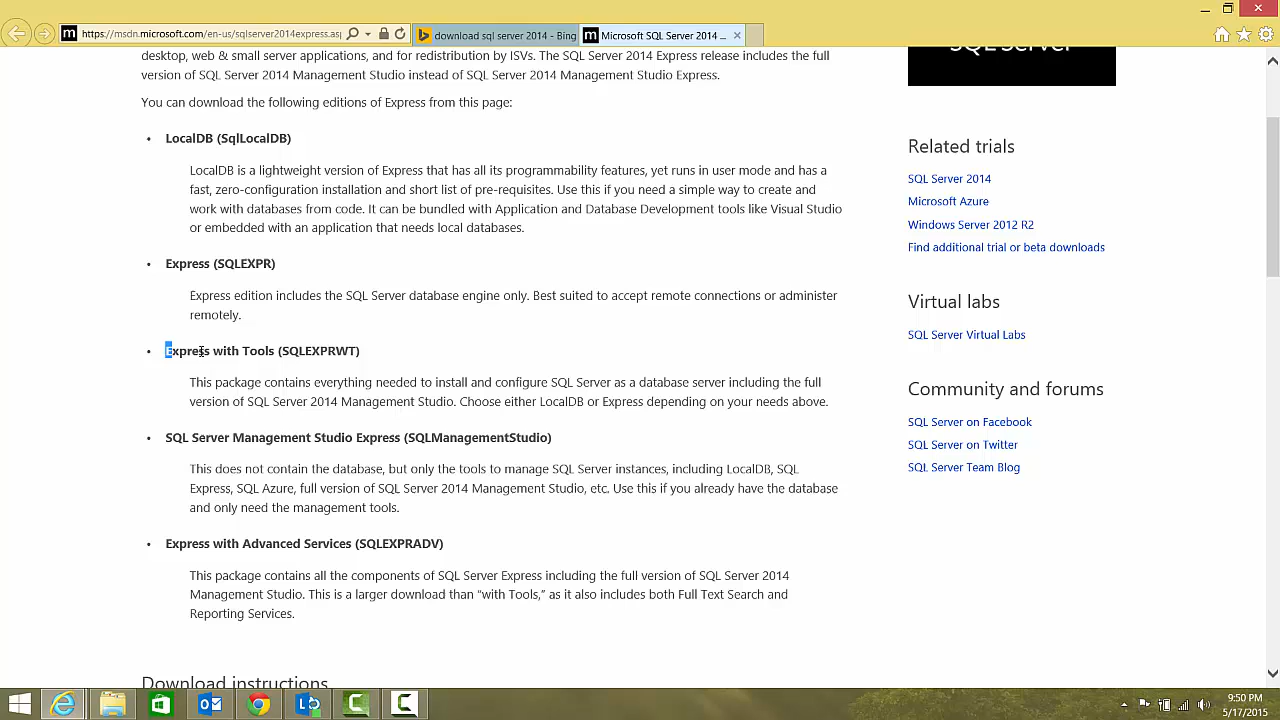 https://msdn.microsoft.com/en-us/sqlserver2014express.as
download sql server 2014 - Bing
Microsoft SQL Server 2014 ...
desktop, web & small server applications, and for redistribution by ISVs. The SQL Server 2014 Express release includes the full
version of SQL Server 2014 Management Studio instead of SQL Server 2014 Management Studio Express.
You can download the following editions of Express from this page:
• LocalDB (SqlLocalDB)
LocalDB is a lightweight version of Express that has all its programmability features, yet runs in user mode and has a
fast, zero-configuration installation and short list of pre-requisites. Use this if you need a simple way to create and
work with databases from code. It can be bundled with Application and Database Development tools like Visual Studio
or embedded with an application that needs local databases.
• Express (SQLEXPR)
Express edition includes the SQL Server database engine only. Best suited to accept remote connections or administer
remotely.
• Express with Tools (SQLEXPRWT)
This package contains everything needed to install and configure SQL Server as a database server including the full
version of SQL Server 2014 Management Studio. Choose either LocalDB or Express depending on your needs above.
• SQL Server Management Studio Express (SQLManagementStudio)
This does not contain the database, but only the tools to manage SQL Server instances, including LocalDB, SQL
Express, SQL Azure, full version of SQL Server 2014 Management Studio, etc. Use this if you already have the database
and only need the management tools.
• Express with Advanced Services (SQLEXPRADV)
This package contains all the components of SQL Server Express including the full version of SQL Server 2014
Management Studio. This is a larger download than “with Tools,” as it also includes both Full Text Search and
Reporting Services.
Download instructions
SQL Server
Related trials
SQL Server 2014
Microsoft Azure
Windows Server 2012 R2
Find additional trial or beta downloads
Virtual labs
SQL Server Virtual Labs
Community and forums
SQL Server on Facebook
SQL Server on Twitter
SQL Server Team Blog
9:50 PM
5/17/2015